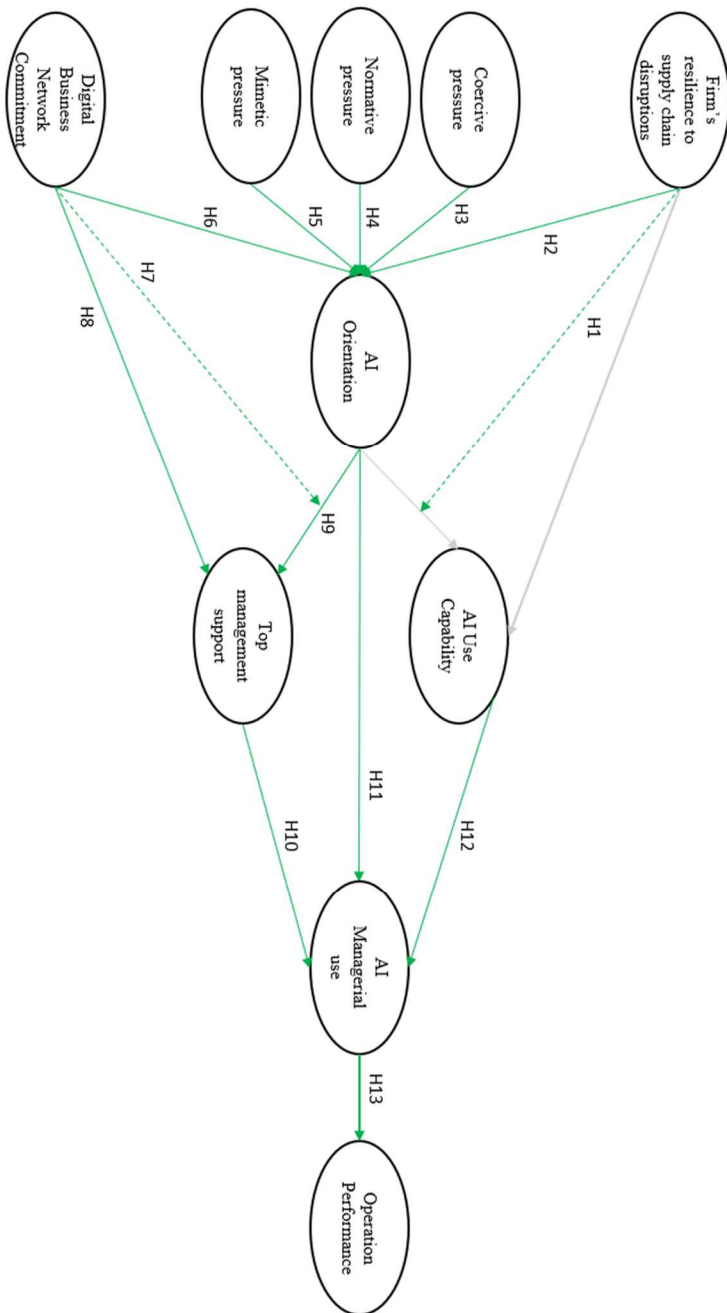 Firm's
resilience to
supply chain
disruptions
Coercive
pressure
Normative
pressure
Mimetic
pressure
Digital
Business
Network
Commitment
H1
H2
H3
H4
H5
H6
H7
H8
AI
Orientation
H9
AI Use
Capability
Top
management
support
H12
H11
H10
AI
Managerial
use
H13
Operation
Performance